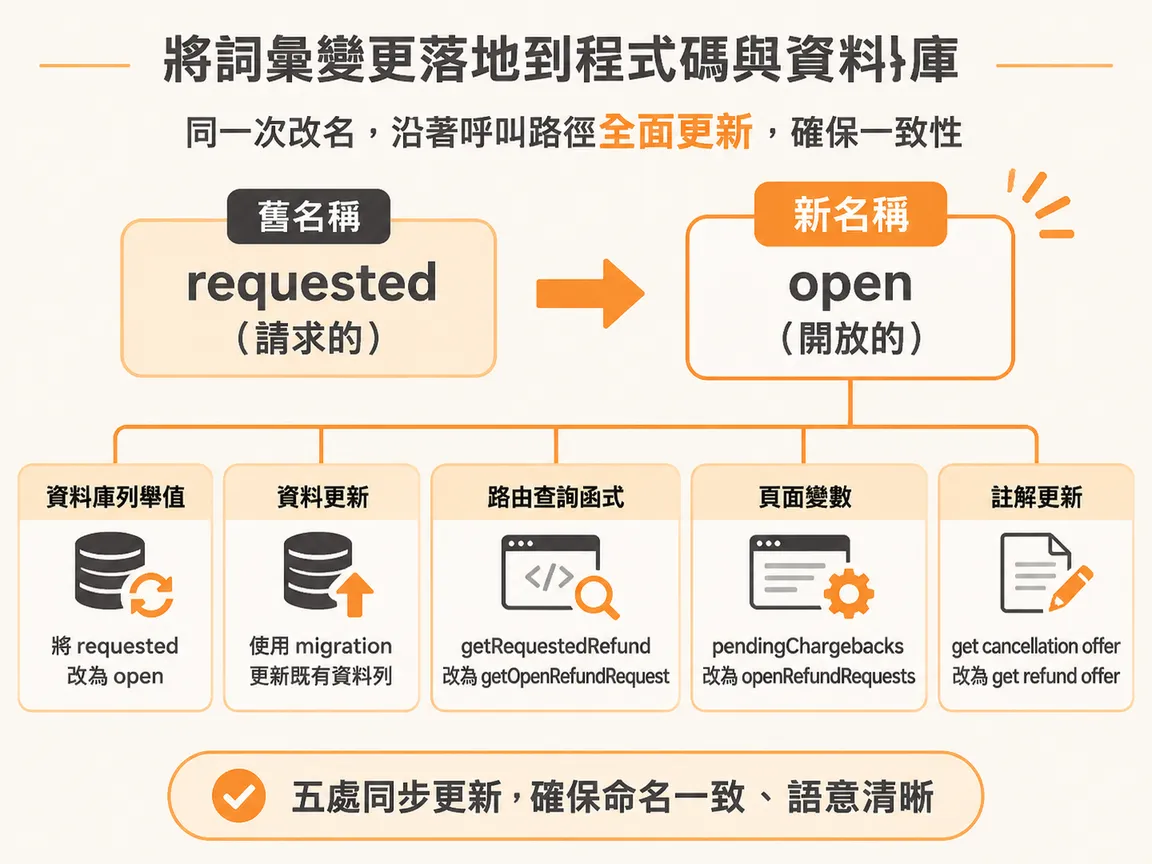 將詞彙變更落地到程式碼與資料庫
同一次改名，沿著呼叫路徑全面更新，確保一致性
舊名稱
requested
（請求的）
新名稱
open
（開放的）
資料庫列舉值
將 requested
改為 open
資料更新
使用 migration
更新既有資料列
路由查詢函式
</>
getRequestedRefund
改為 getOpenRefundRequest
頁面變數
pendingChargebacks
改為 openRefundRequests
註解更新
get cancellation offer
改為 get refund offer
五處同步更新，確保命名一致、語意清晰